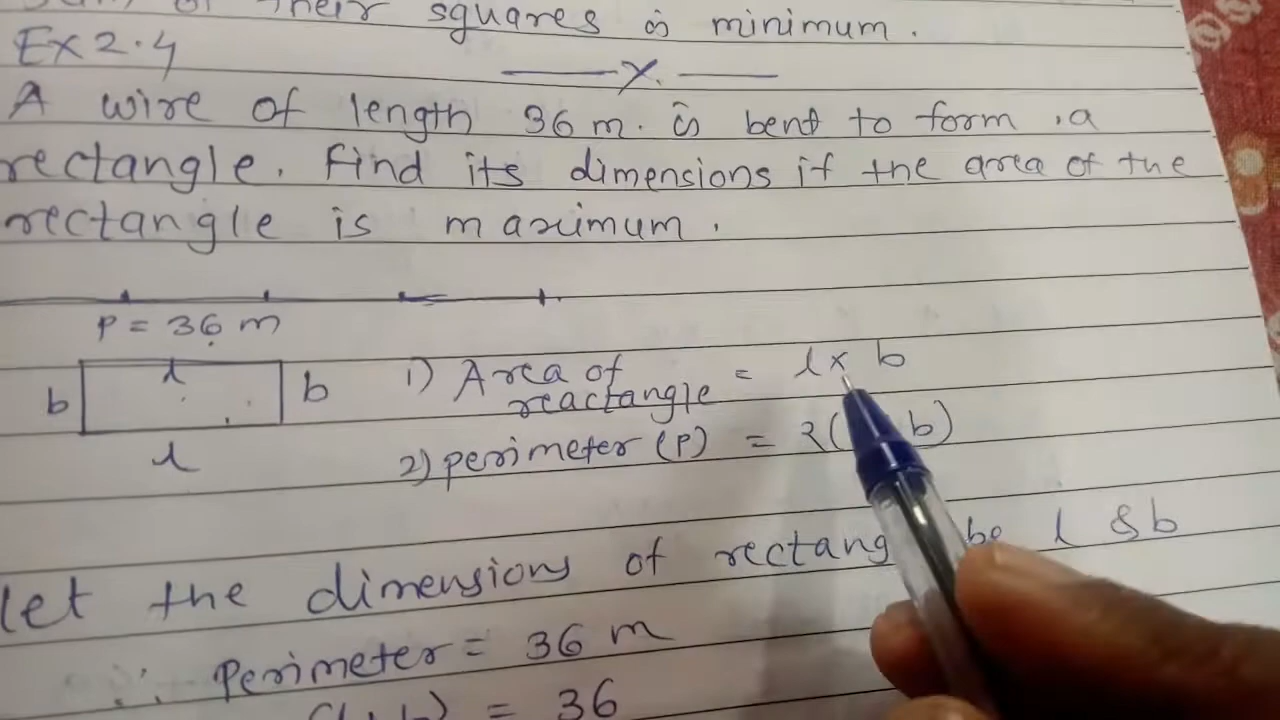 their squares is minimum.
Ex 2.4
x.
A wire of length 36 m. is bent to form a
rectangle. Find its dimensions if the area of the
rectangle is maximum.
P = 36 m
l
b
b
l
1) Area of reactangle = l x b
2) perimeter (P) = 2( b)
let the dimensions of rectang be l & b
∴ Perimeter = 36 m
= 36